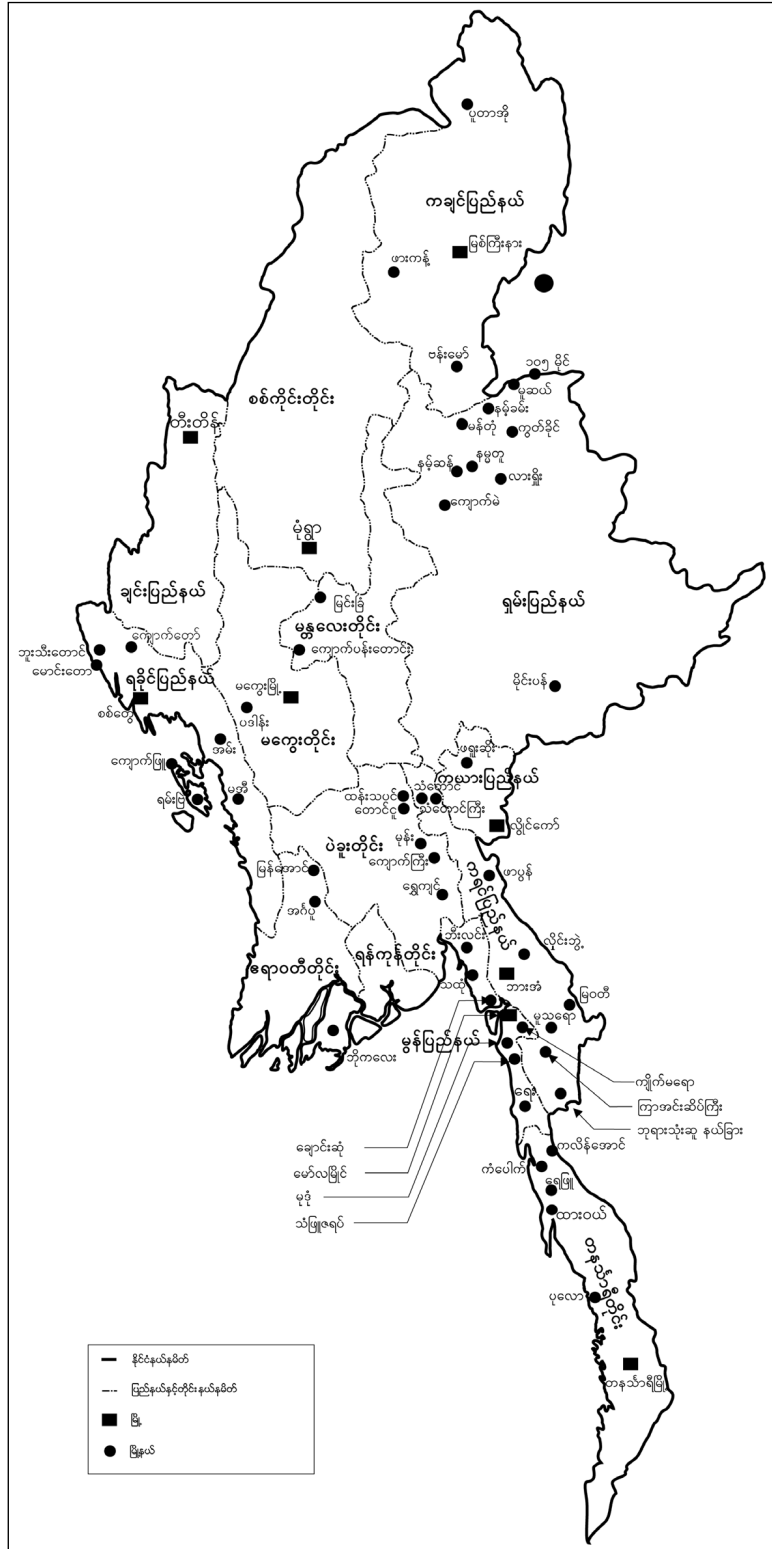 ပူတာအို
ကချင်ပြည်နယ်
မြစ်ကြီးနား
ဖားကန့်
ဗန်းမော်
၁၀၅ မိုင်
မူဆယ်
နမ့်ခမ်း
မန်တုံ
ကွတ်ခိုင်
နမ္မတူ
နမ့်ဆန်
လားရှိုး
ကျောက်မဲ
စစ်ကိုင်းတိုင်း
တီးတိန်
မုံရွာ
ချင်းပြည်နယ်
ရှမ်းပြည်နယ်
မြင်းခြံ
မန္တလေးတိုင်း
ကျောက်ပန်းတောင်း
ကျောက်တော်
ဘူးသီးတောင်
မောင်းတော
ရခိုင်ပြည်နယ်
စစ်တွေ
မကွေးမြို့
ပဒါန်း
မကွေးတိုင်း
မိုင်းပန်
အမ်း
ကျောက်ဖြူ
ရမ်းဗြဲ
မအီ
ဖရူးဆိုး
ကယားပြည်နယ်
လွိုင်ကော်
သံတောင်
ထန်းသပင်
တောင်ငူ
သံတောင်ကြီး
ပဲခူးတိုင်း
မုန်း
ကျောက်ကြီး
ရွှေကျင်
မြန်အောင်
အင်္ဂပူ
ဖာပွန်
ကရင်ပြည်နယ်
ဘီးလင်း
လှိုင်းဘွဲ့
ရန်ကုန်တိုင်း
ဧရာဝတီတိုင်း
သထုံ
ဘားအံ
မြဝတီ
မူသရော
မွန်ပြည်နယ်
ဘိုကလေး
ကျိုက်မရော
ကြာအင်းဆိပ်ကြီး
ဘုရားသုံးဆူ နယ်ခြား
ရေး
ချောင်းဆုံ
မော်လမြိုင်
မုဒုံ
သံဖြူဇရပ်
ကလိန်အောင်
ကံပေါက်
ရေဖြူ
ထားဝယ်
တနင်္သာရီတိုင်း
ပုလော
တနင်္သာရီမြို့
နိုင်ငံနယ်နမိတ်
ပြည်နယ်နှင့်တိုင်းနယ်နမိတ်
မြို့
မြို့နယ်